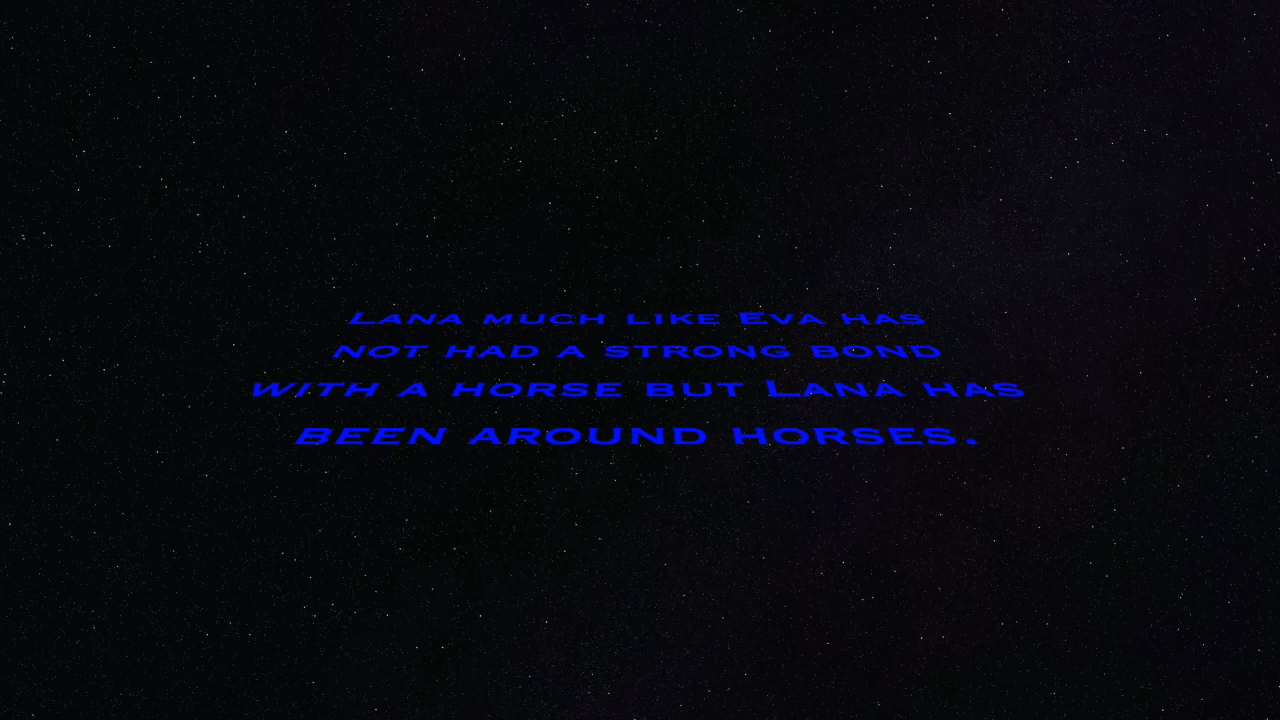 Lana much like Eva has
not had a strong bond
with a horse but Lana has
been around horses.